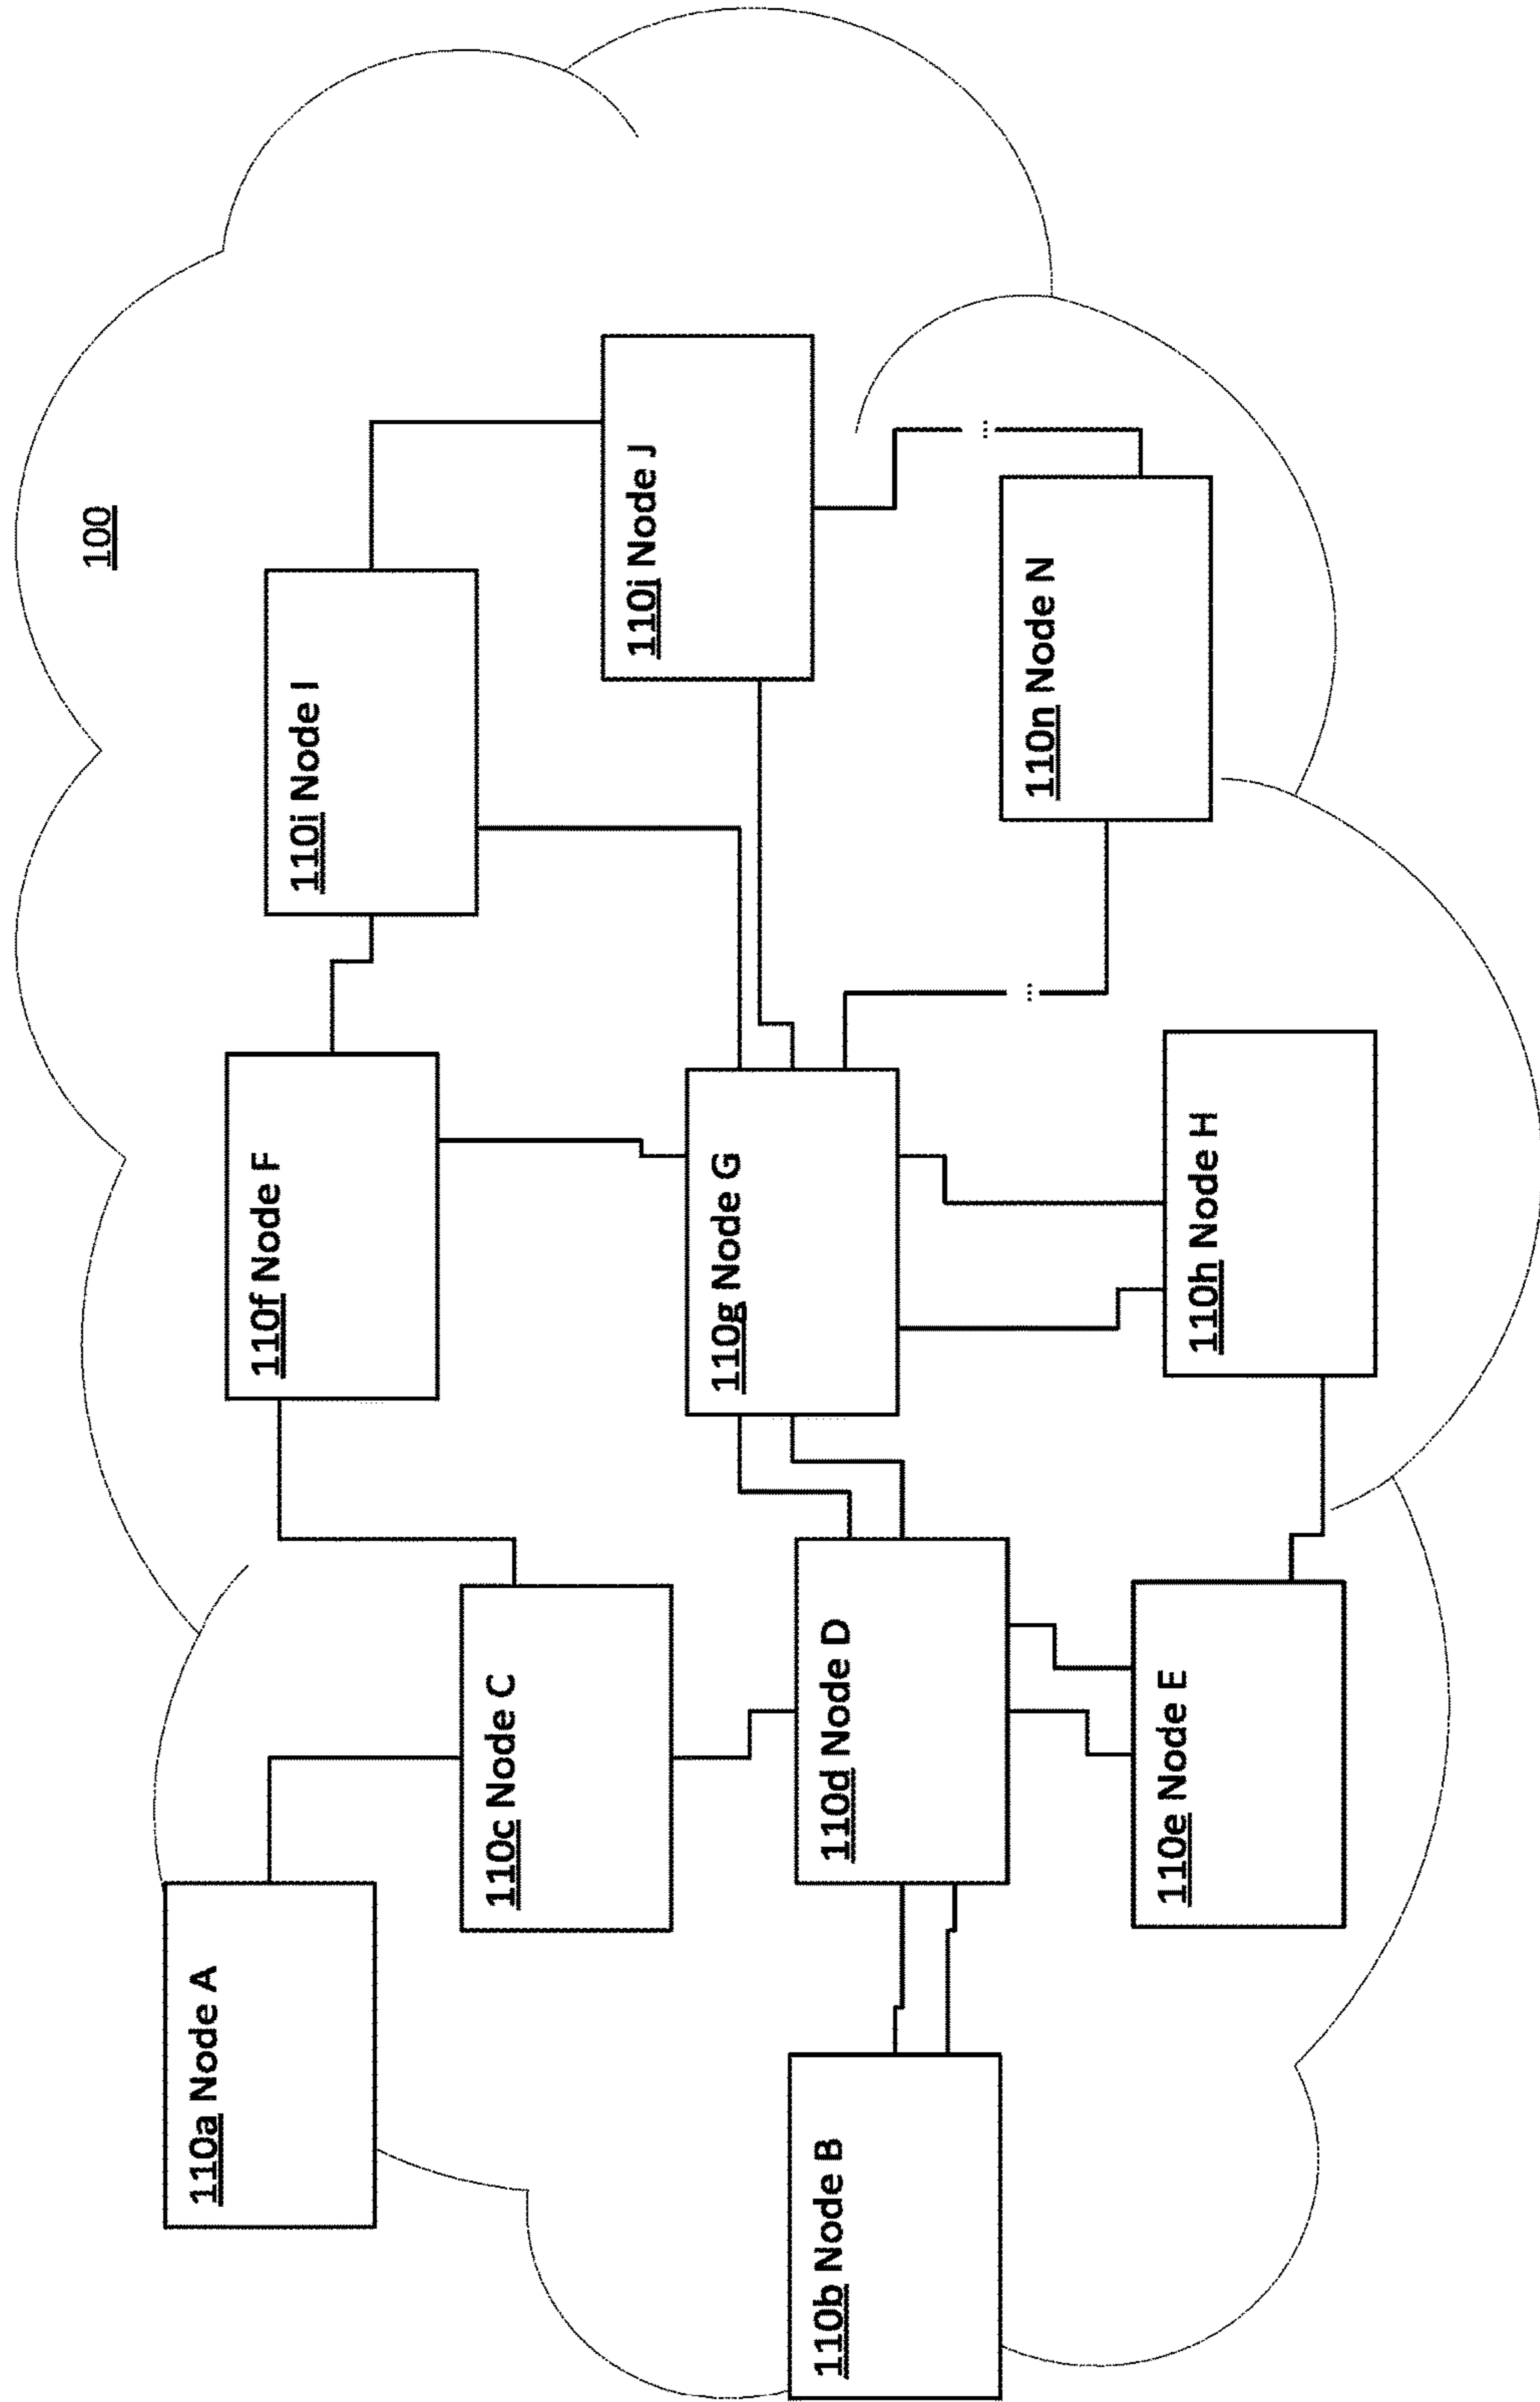 100
110a Node A
110b Node B
110c Node C
110d Node D
110e Node E
110f Node F
110g Node G
110h Node H
110i Node I
110j Node J
110n Node N
...
...